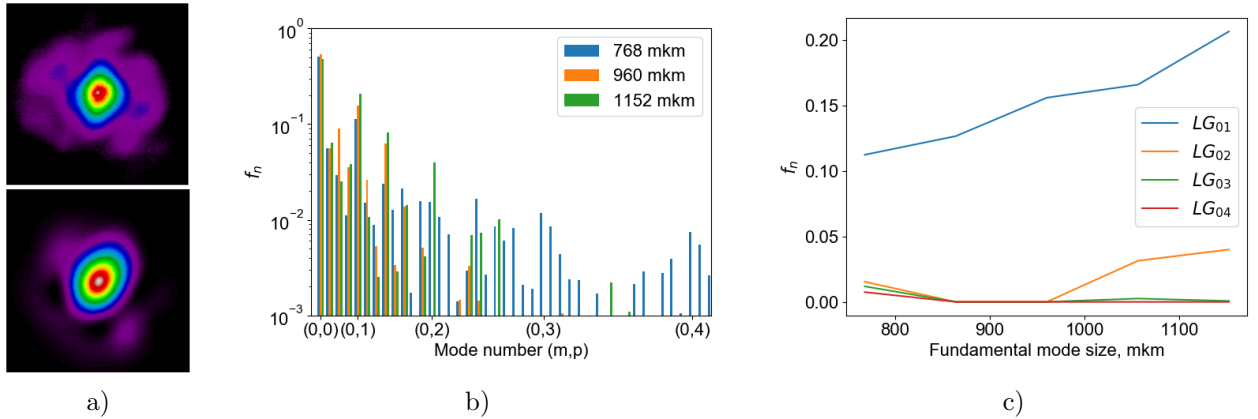 10⁰
10⁻¹
10⁻²
10⁻³
fₙ
768 mkm
960 mkm
1152 mkm
(0,0) (0,1) (0,2) (0,3) (0,4)
Mode number (m,p)
0.20
0.15
0.10
0.05
0.00
fₙ
LG₀₁
LG₀₂
LG₀₃
LG₀₄
800 900 1000 1100
Fundamental mode size, mkm
a) b) c)